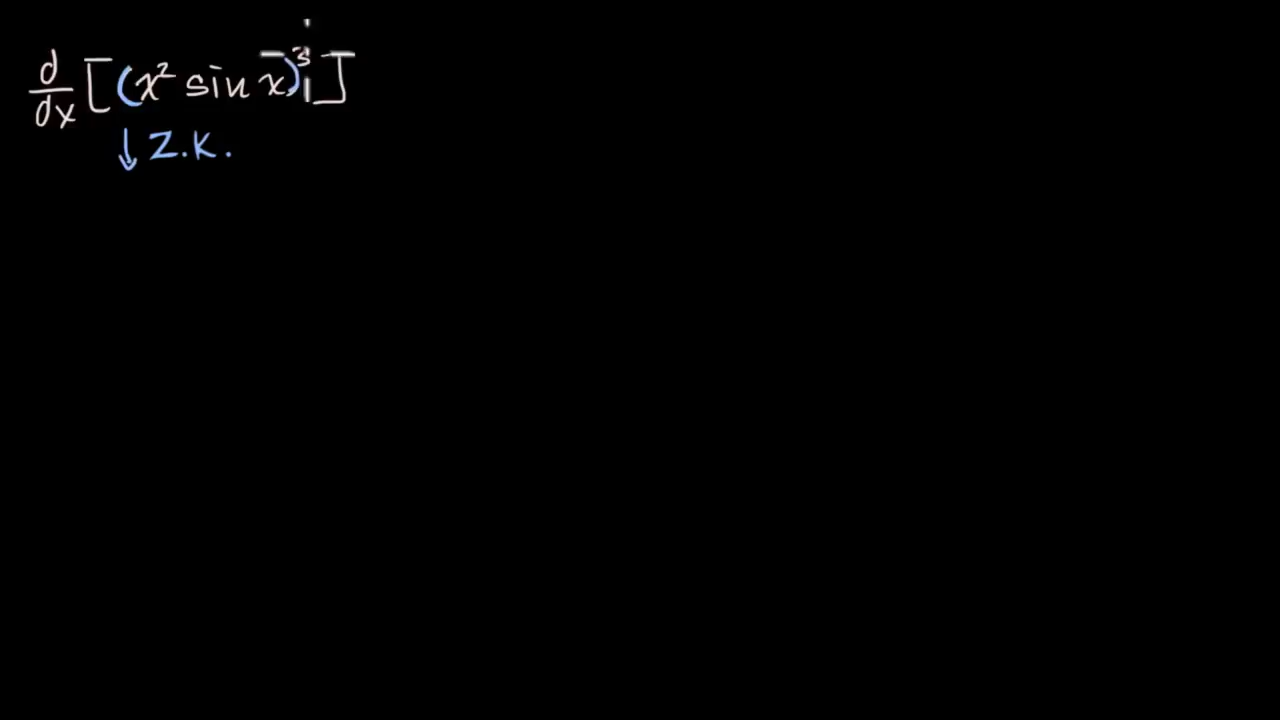 d/dx [(x² sin x)³]
↓ Z.K.